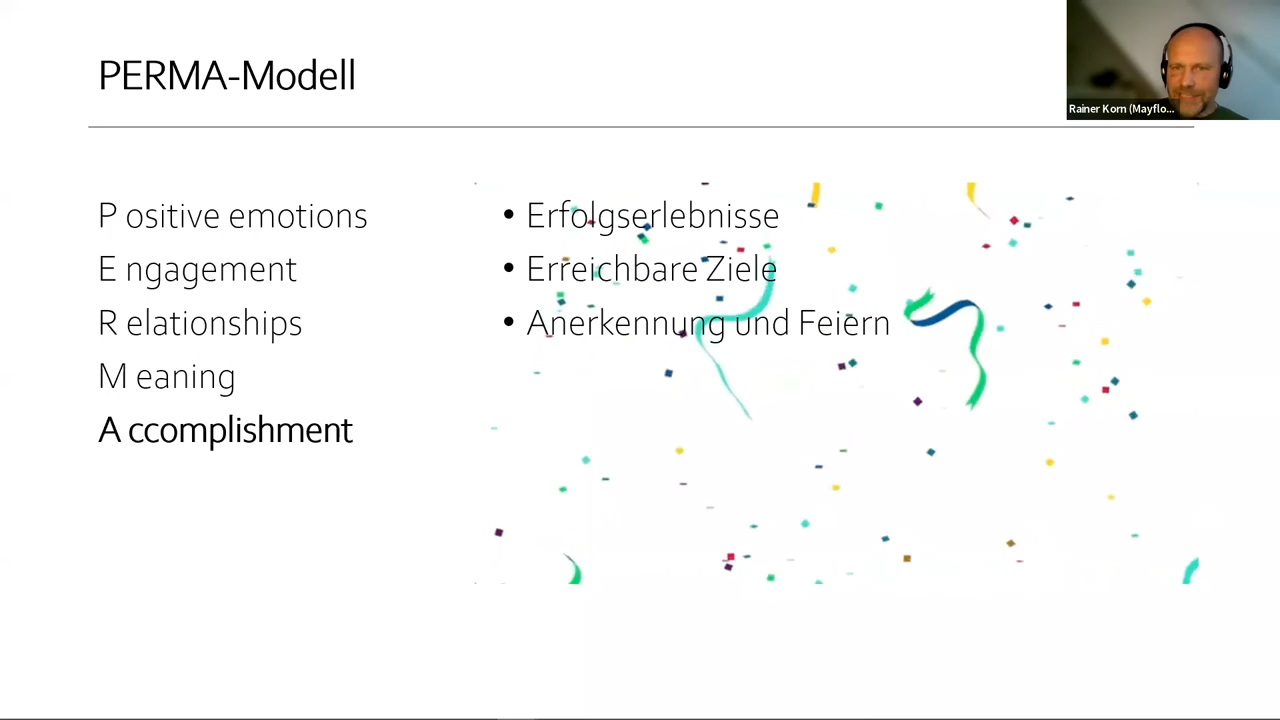 PERMA-Modell
Rainer Korn (Mayflo...
P ositive emotions
E ngagement
R elationships
M eaning
A ccomplishment
• Erfolgserlebnisse
• Erreichbare Ziele
• Anerkennung und Feiern